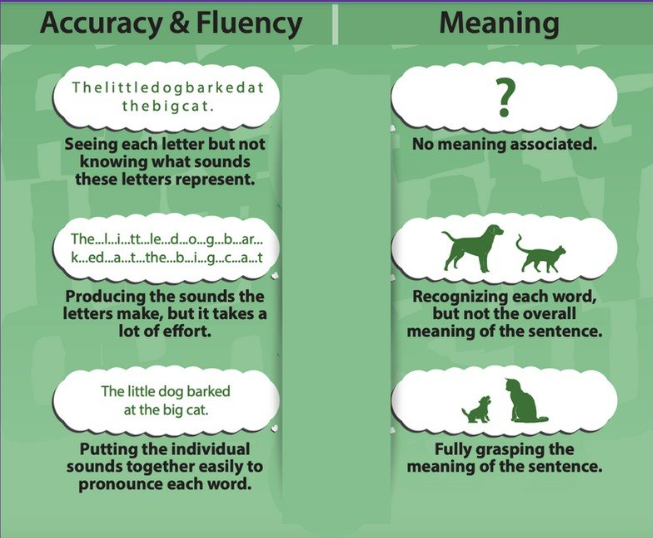 Accuracy & Fluency
Meaning
Thelittledogbarkedat
thebigcat.
Seeing each letter but not
knowing what sounds
these letters represent.
?
No meaning associated.
The...l...i...tt...le...d...o...g...b...ar...
k...ed...a...t...the...b...i...g...c...a...t
Producing the sounds the
letters make, but it takes a
lot of effort.
Recognizing each word,
but not the overall
meaning of the sentence.
The little dog barked
at the big cat.
Putting the individual
sounds together easily to
pronounce each word.
Fully grasping the
meaning of the sentence.